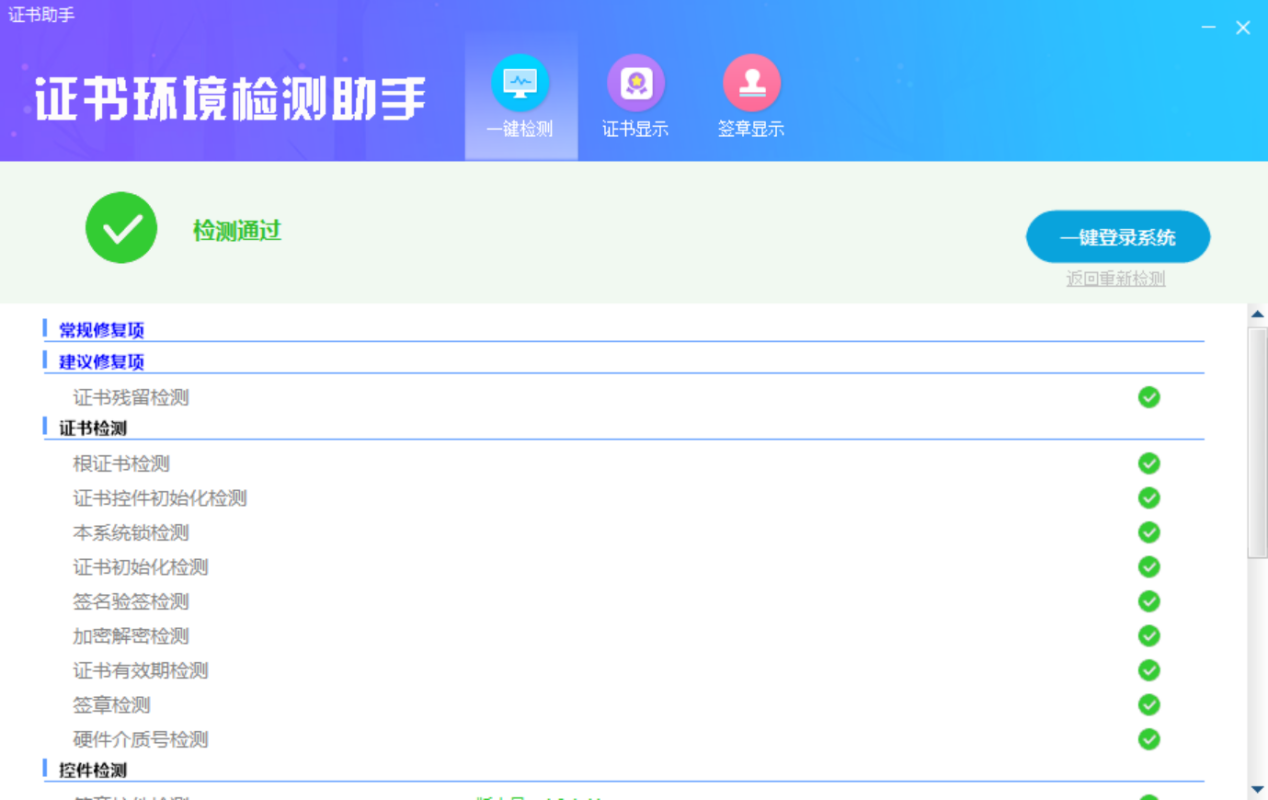 证书助手
证书环境检测助手
一键检测
证书显示
签章显示
检测通过
一键登录系统
返回重新检测
常规修复项
建议修复项
证书残留检测
证书检测
根证书检测
证书控件初始化检测
本系统锁检测
证书初始化检测
签名验签检测
加密解密检测
证书有效期检测
签章检测
硬件介质号检测
控件检测